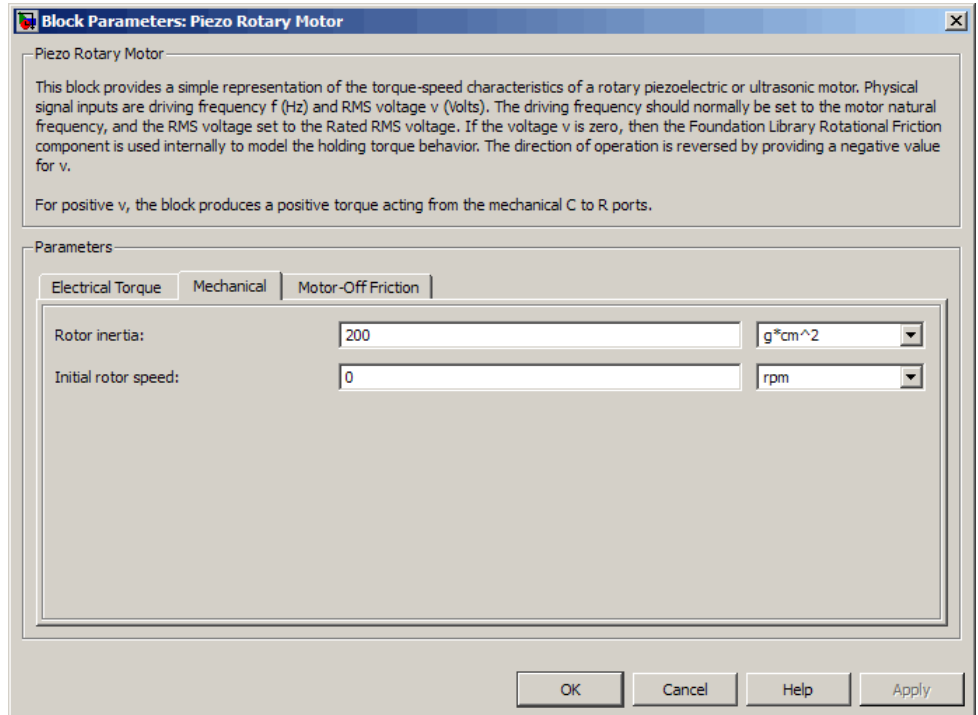 Block Parameters: Piezo Rotary Motor
Piezo Rotary Motor
This block provides a simple representation of the torque-speed characteristics of a rotary piezoelectric or ultrasonic motor. Physical
signal inputs are driving frequency f (Hz) and RMS voltage v (Volts). The driving frequency should normally be set to the motor natural
frequency, and the RMS voltage set to the Rated RMS voltage. If the voltage v is zero, then the Foundation Library Rotational Friction
component is used internally to model the holding torque behavior. The direction of operation is reversed by providing a negative value
for v.
For positive v, the block produces a positive torque acting from the mechanical C to R ports.
Parameters
Electrical Torque Mechanical Motor-Off Friction
Rotor inertia: 200 g*cm^2
Initial rotor speed: 0 rpm
OK Cancel Help Apply